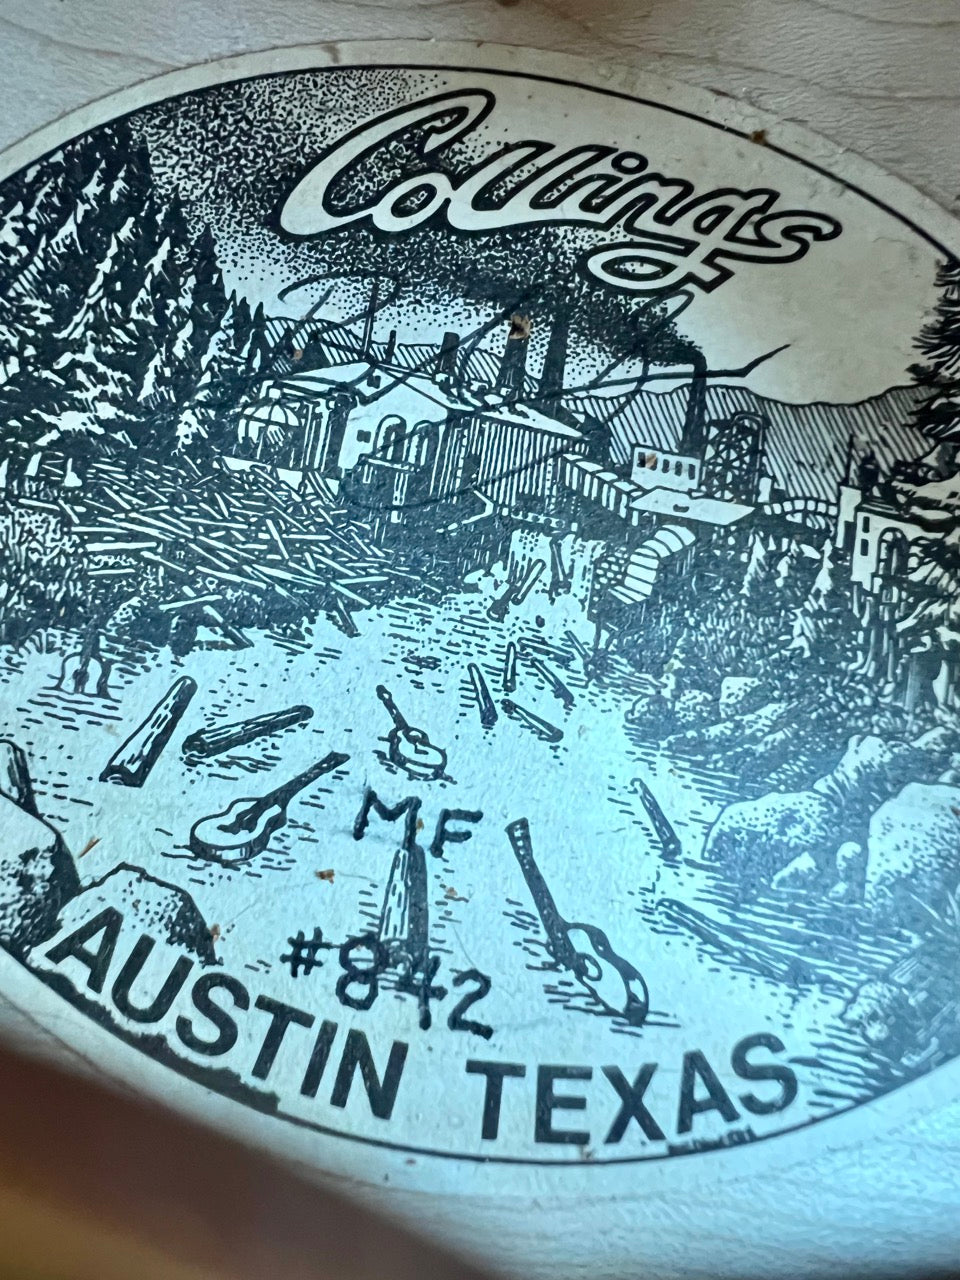 Collings
MF
#842
AUSTIN TEXAS